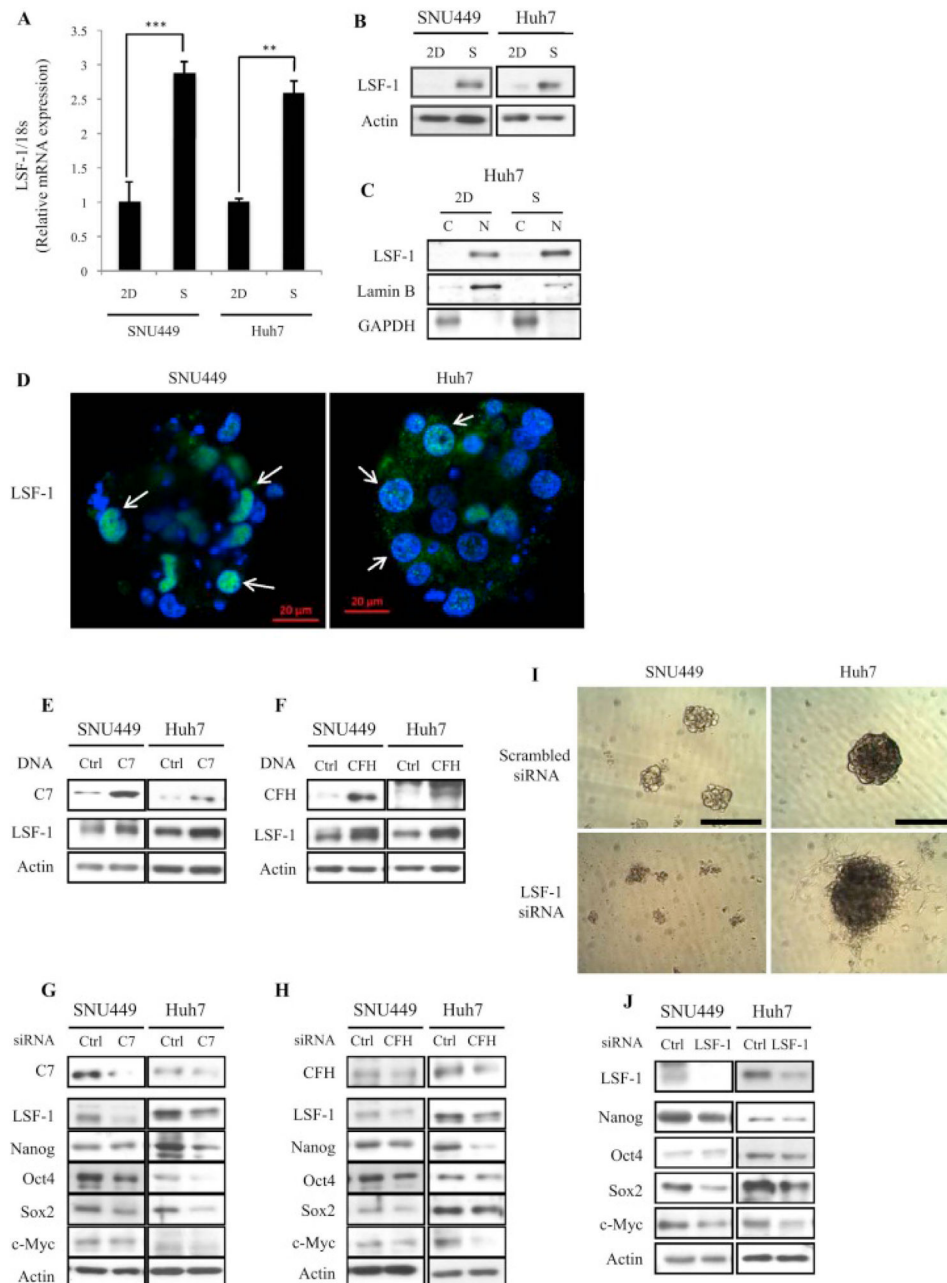 A
LSF-1/18s
(Relative mRNA expression)
3.5
3
2.5
2
1.5
1
0.5
0
***
**
2D S 2D S
SNU449 Huh7
B
SNU449 Huh7
2D S 2D S
LSF-1
Actin
C
Huh7
2D S
C N C N
LSF-1
Lamin B
GAPDH
D
SNU449 Huh7
LSF-1
20 µm 20 µm
E
SNU449 Huh7
DNA Ctrl C7 Ctrl C7
C7
LSF-1
Actin
F
SNU449 Huh7
DNA Ctrl CFH Ctrl CFH
CFH
LSF-1
Actin
I
SNU449 Huh7
Scrambled
siRNA
LSF-1
siRNA
G
SNU449 Huh7
siRNA Ctrl C7 Ctrl C7
C7
LSF-1
Nanog
Oct4
Sox2
c-Myc
Actin
H
SNU449 Huh7
siRNA Ctrl CFH Ctrl CFH
CFH
LSF-1
Nanog
Oct4
Sox2
c-Myc
Actin
J
SNU449 Huh7
siRNA Ctrl LSF-1 Ctrl LSF-1
LSF-1
Nanog
Oct4
Sox2
c-Myc
Actin